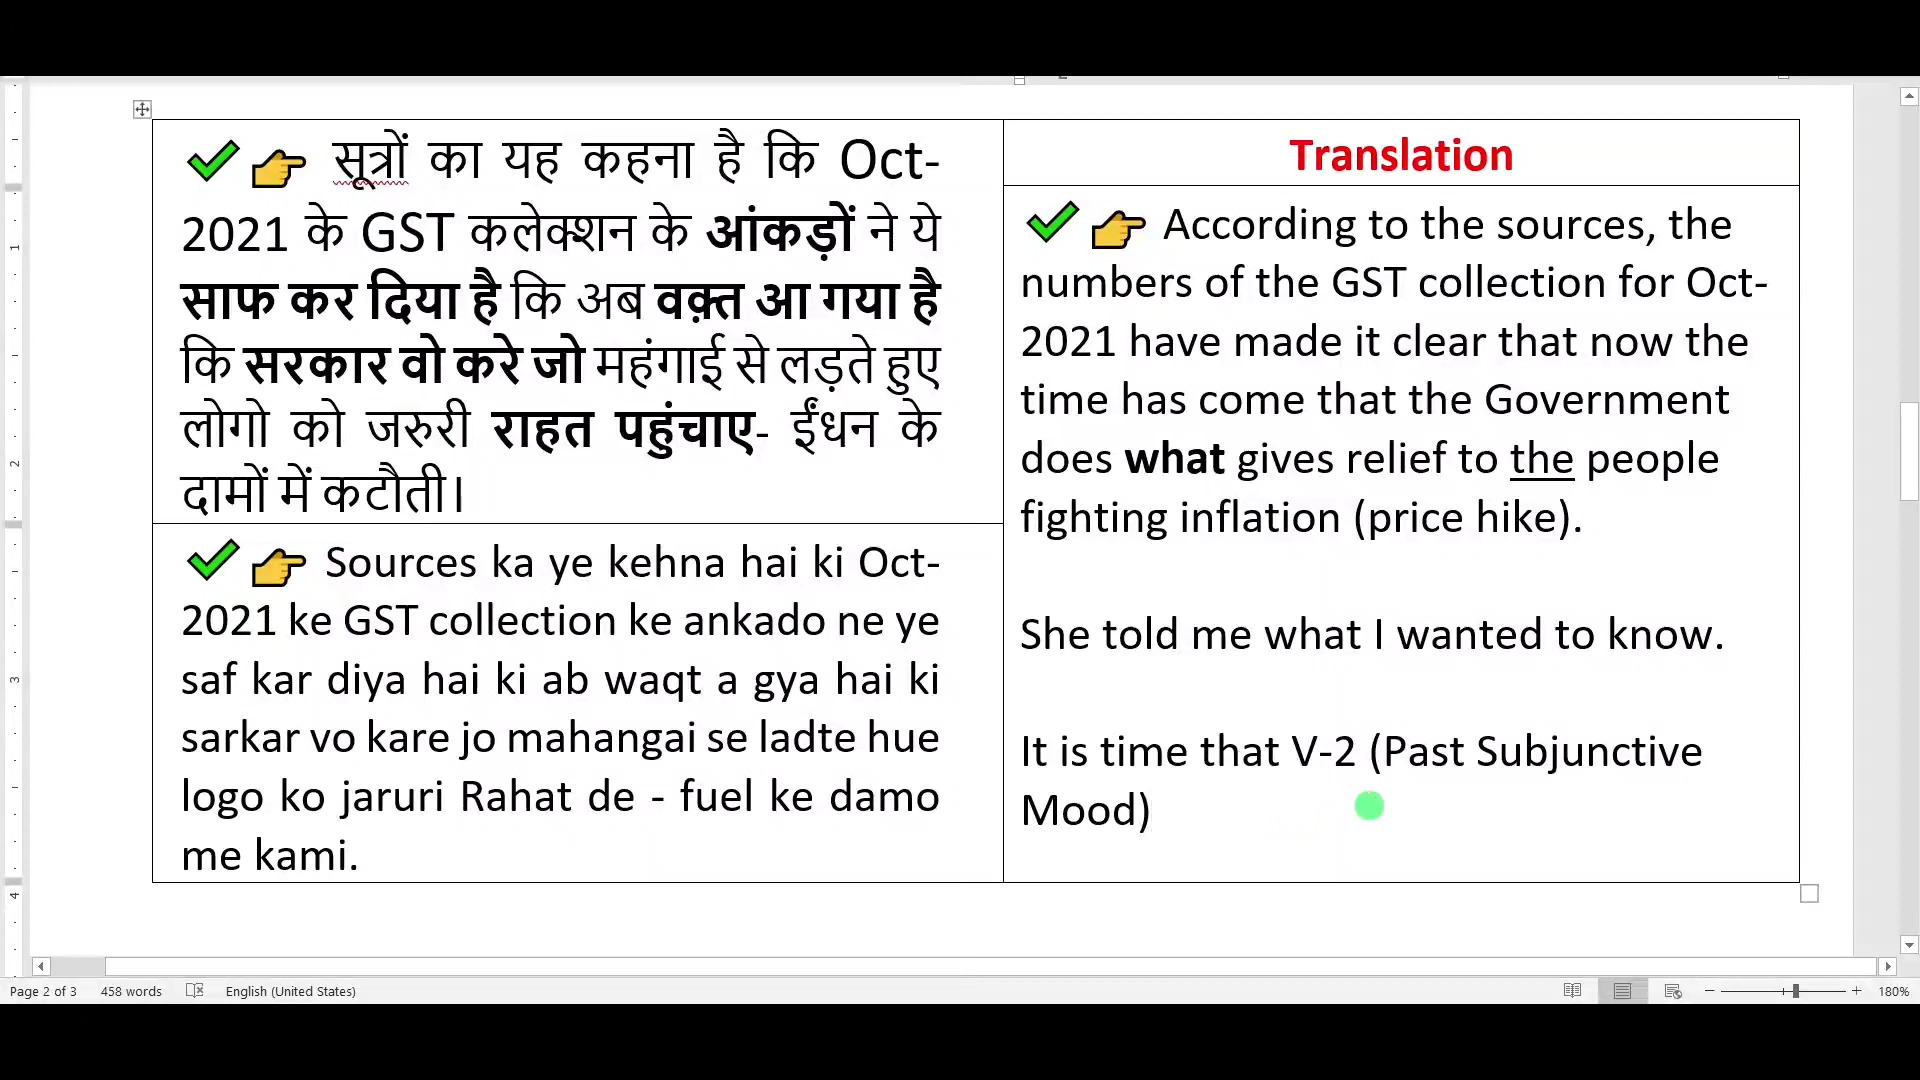 सूत्रों का यह कहना है कि Oct-
2021 के GST कलेक्शन के आंकड़ों ने ये
साफ कर दिया है कि अब वक़्त आ गया है
कि सरकार वो करे जो महंगाई से लड़ते हुए
लोगो को जरुरी राहत पहुंचाए- ईंधन के
दामों में कटौती।
Sources ka ye kehna hai ki Oct-
2021 ke GST collection ke ankado ne ye
saf kar diya hai ki ab waqt a gya hai ki
sarkar vo kare jo mahangai se ladte hue
logo ko jaruri Rahat de - fuel ke damo
me kami.
Translation
According to the sources, the
numbers of the GST collection for Oct-
2021 have made it clear that now the
time has come that the Government
does what gives relief to the people
fighting inflation (price hike).
She told me what I wanted to know.
It is time that V-2 (Past Subjunctive
Mood)
1
2
3
4
Page 2 of 3 458 words English (United States) 180%